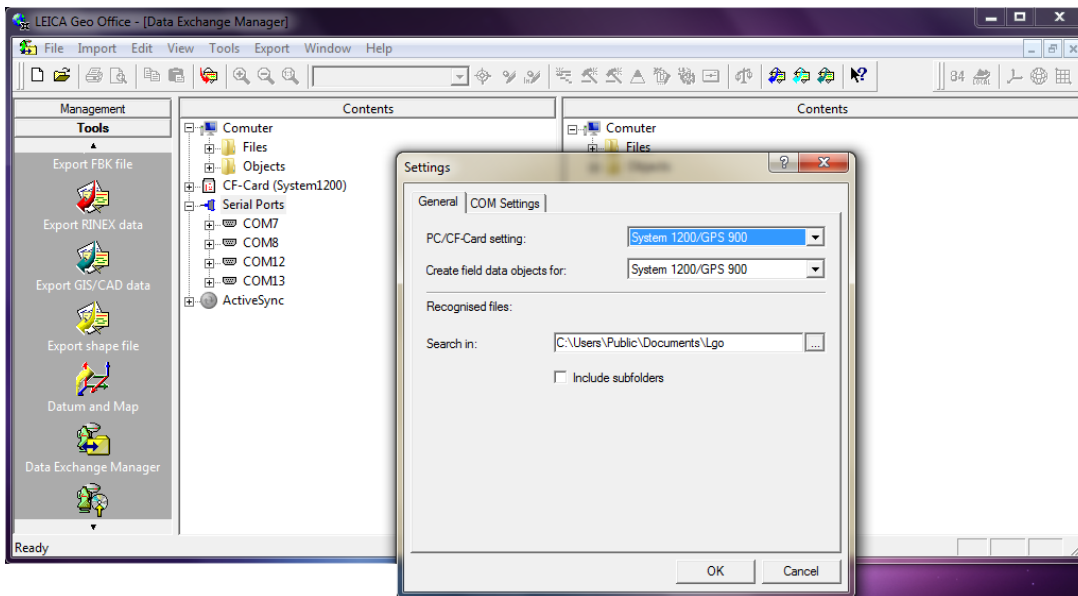 LEICA Geo Office - [Data Exchange Manager]
File Import Edit View Tools Export Window Help
84 LOCAL
Management
Tools
Export FBK file
Export RINEX data
Export GIS/CAD data
Export shape file
Datum and Map
Data Exchange Manager
Contents
Comuter
Files
Objects
CF-Card (System1200)
Serial Ports
COM7
COM8
COM12
COM13
ActiveSync
Contents
Comuter
Files
Settings
General COM Settings
PC/CF-Card setting: System 1200/GPS 900
Create field data objects for: System 1200/GPS 900
Recognised files:
Search in: C:\Users\Public\Documents\Lgo ...
Include subfolders
OK Cancel
Ready